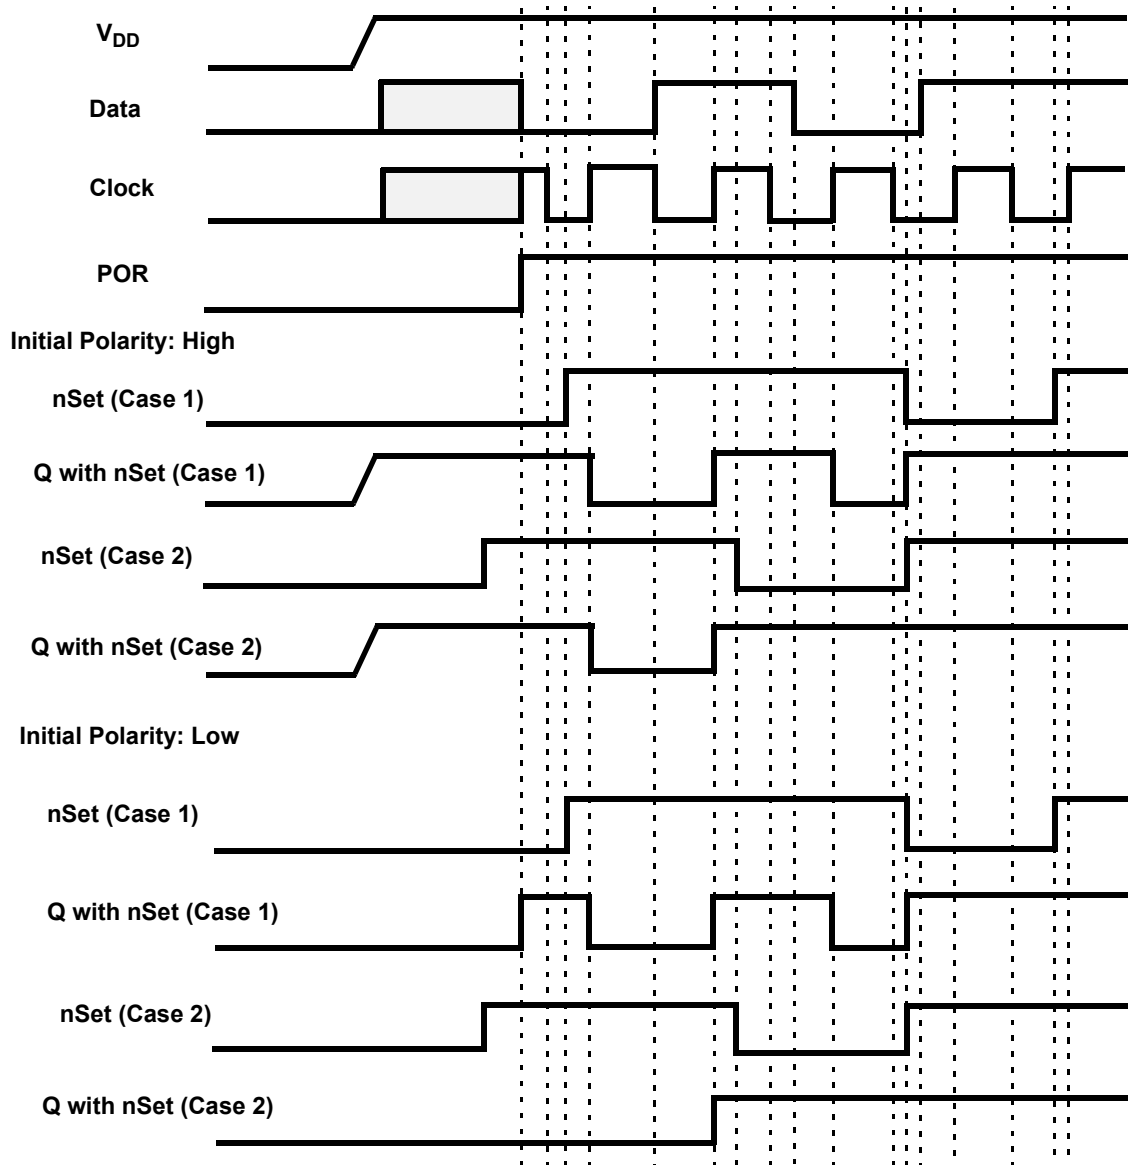 VDD
Data
Clock
POR
Initial Polarity: High
nSet (Case 1)
Q with nSet (Case 1)
nSet (Case 2)
Q with nSet (Case 2)
Initial Polarity: Low
nSet (Case 1)
Q with nSet (Case 1)
nSet (Case 2)
Q with nSet (Case 2)